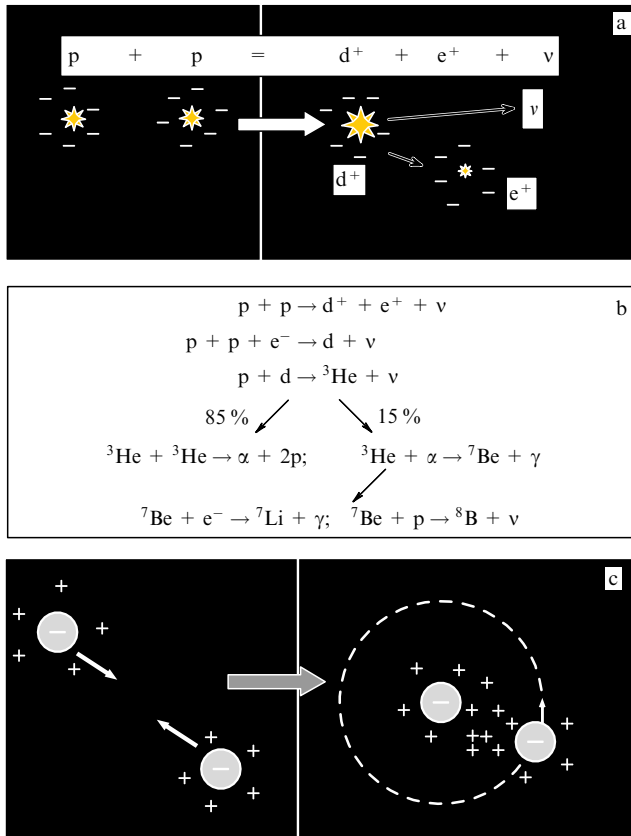 a
p + p = d⁺ + e⁺ + ν
ν
d⁺
e⁺
b
p + p → d⁺ + e⁺ + ν
p + p + e⁻ → d + ν
p + d → ³He + ν
85 % 15 %
³He + ³He → α + 2p; ³He + α → ⁷Be + γ
⁷Be + e⁻ → ⁷Li + γ; ⁷Be + p → ⁸B + ν
c